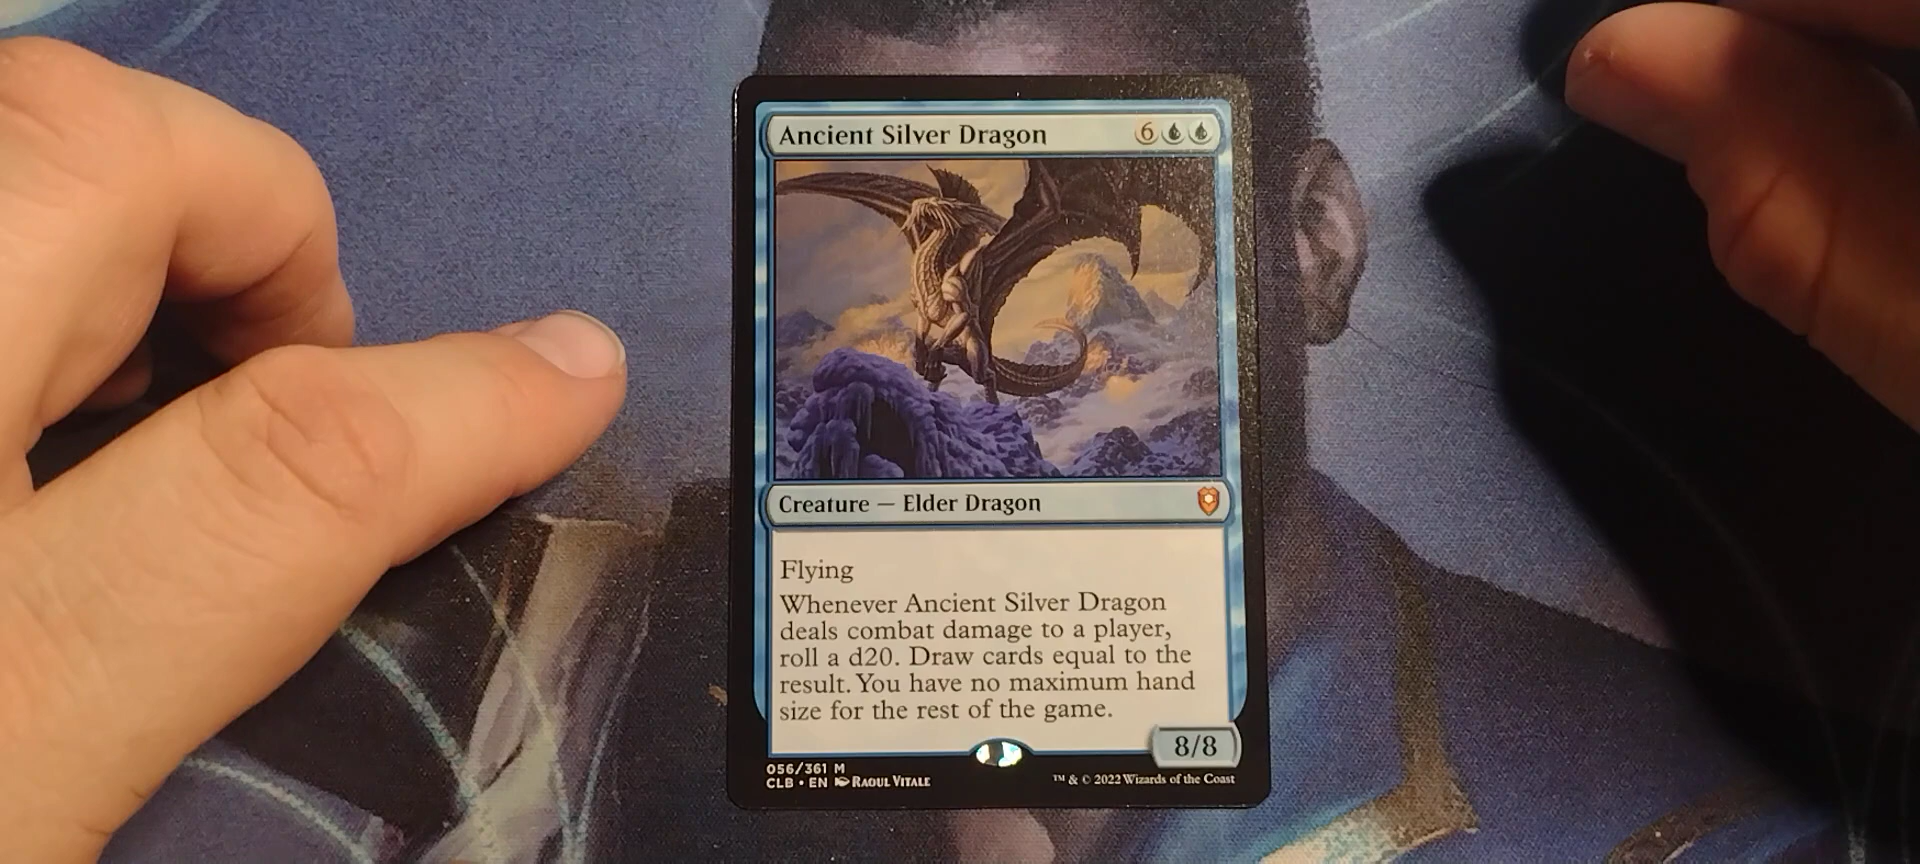 Ancient Silver Dragon 6
Creature — Elder Dragon
Flying
Whenever Ancient Silver Dragon
deals combat damage to a player,
roll a d20. Draw cards equal to the
result. You have no maximum hand
size for the rest of the game.
8/8
056/361 M
CLB • EN Raoul Vitale
™ & © 2022 Wizards of the Coast